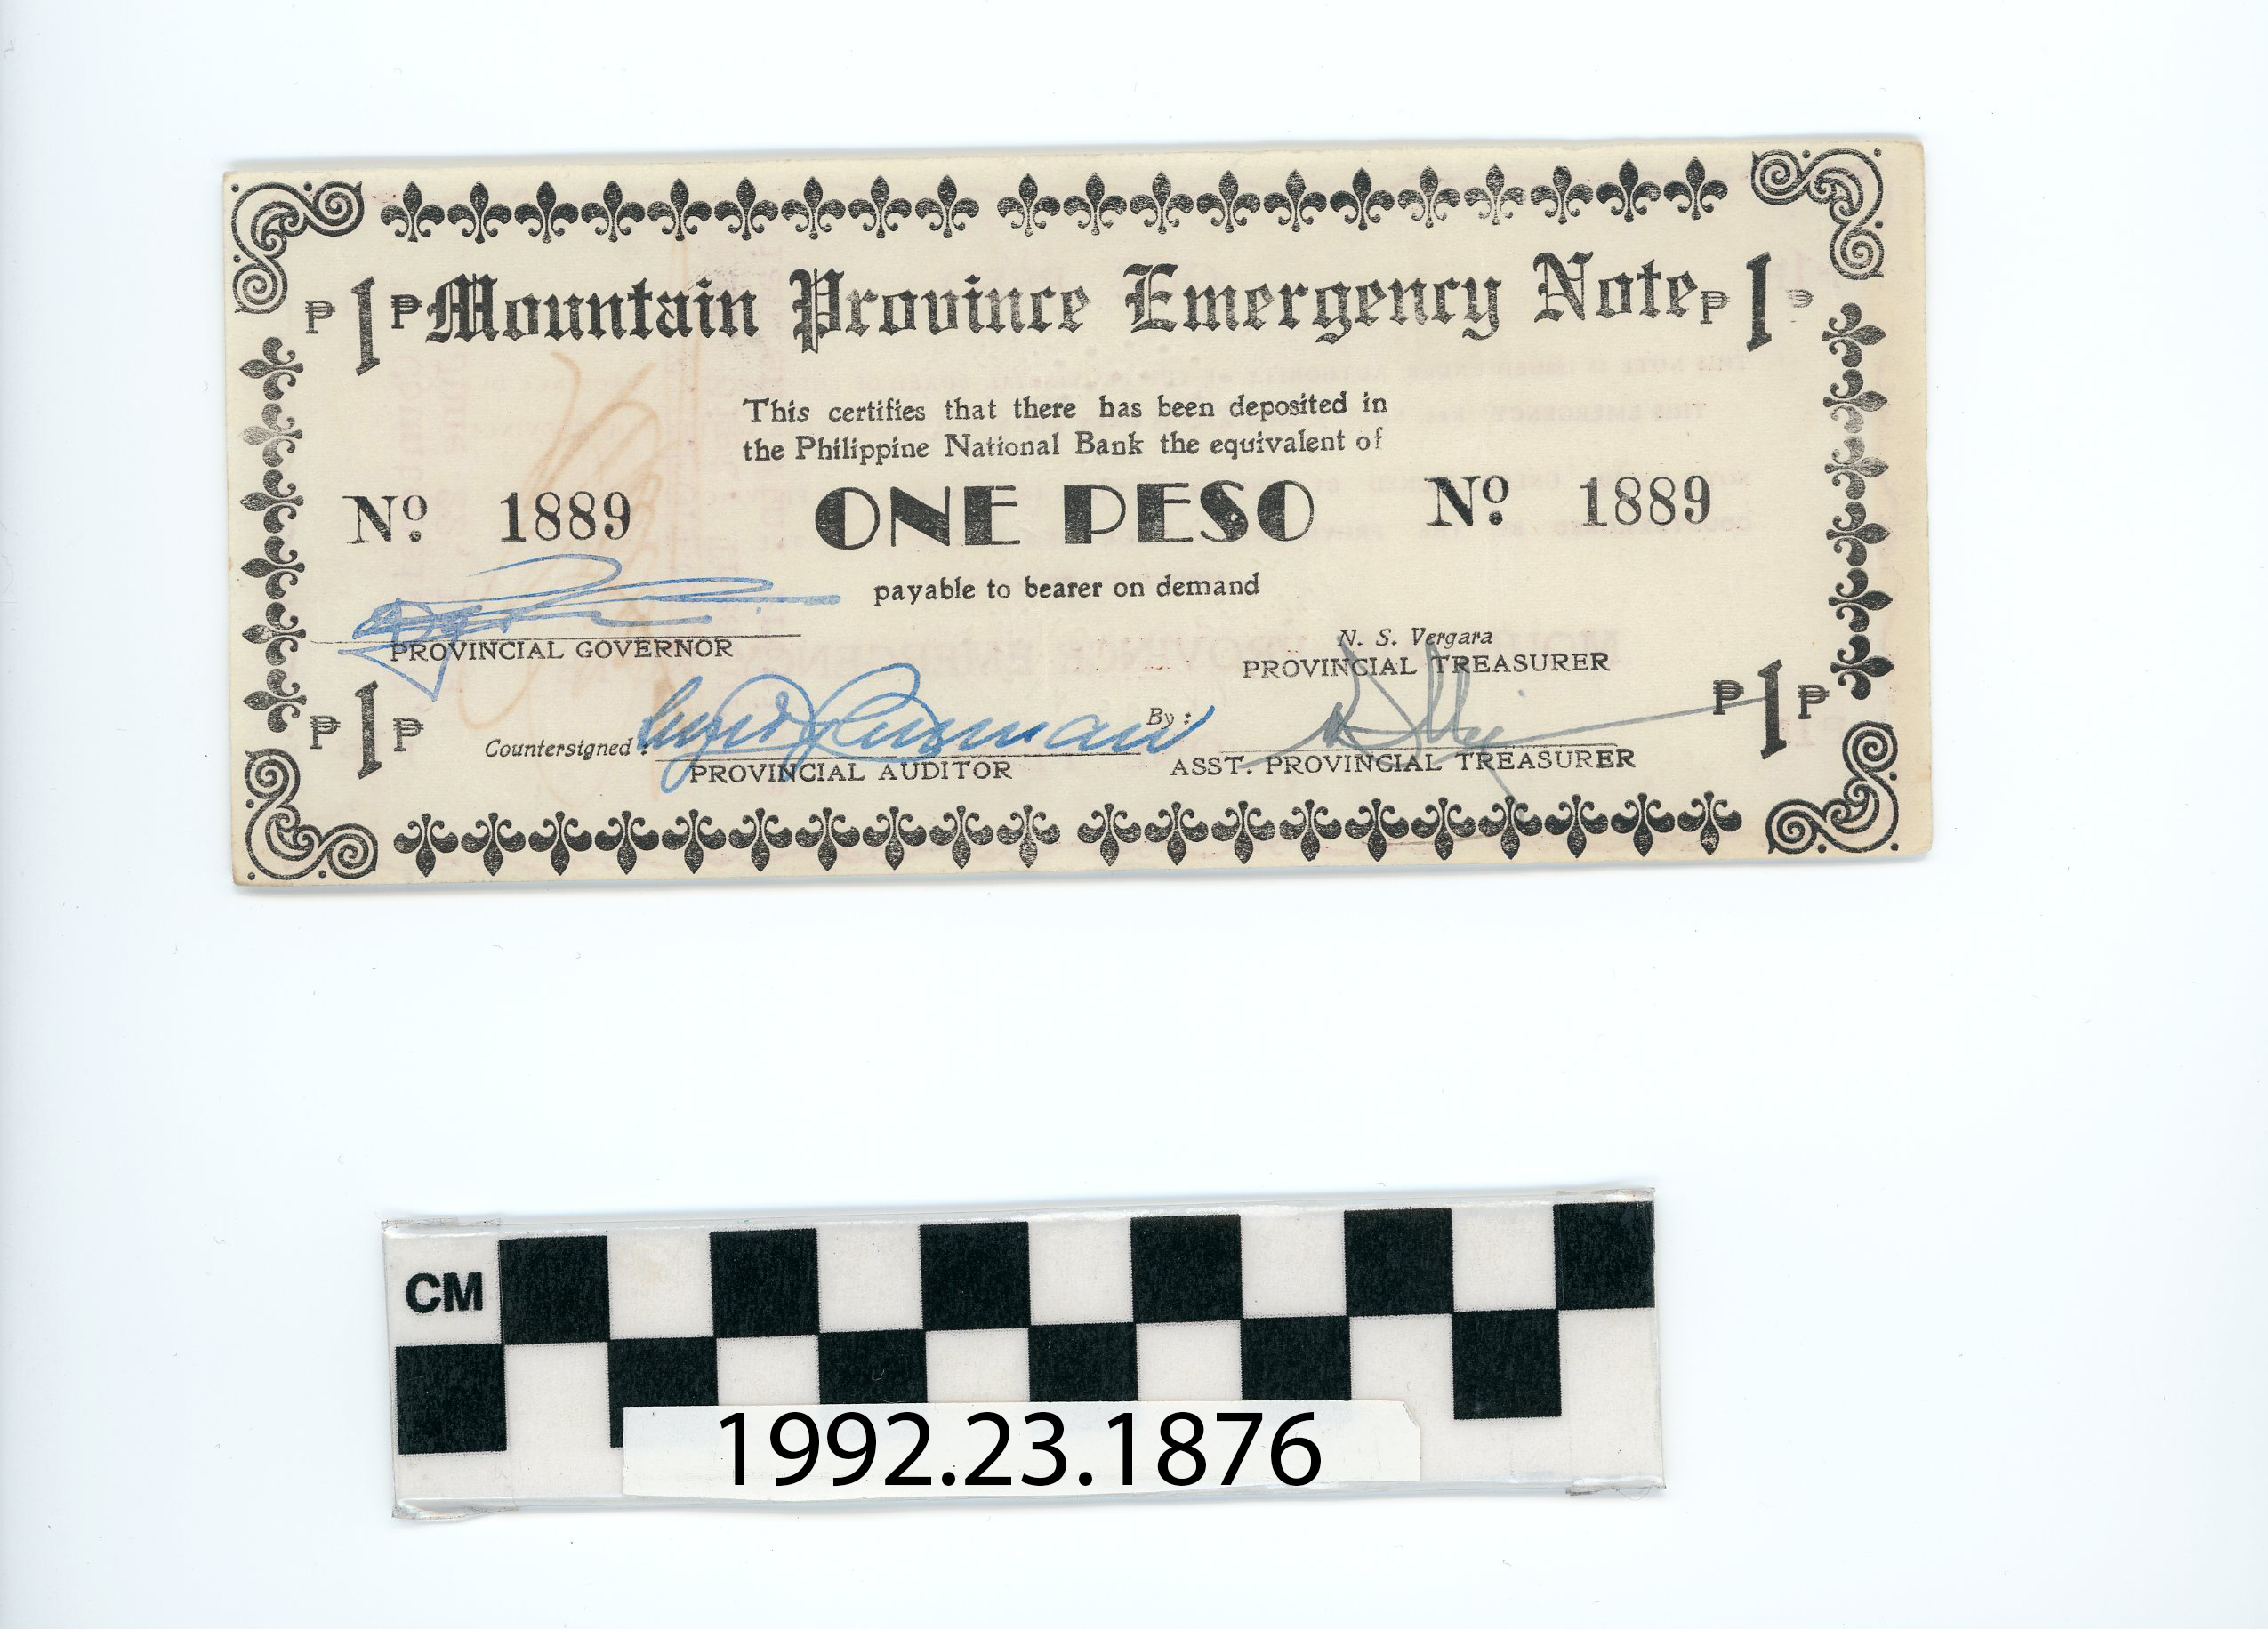 ₱ 1 ₱ Mountain Province Emergency Note ₱ 1 ₱
This certifies that there has been deposited in
the Philippine National Bank the equivalent of
Nº 1889 ONE PESO Nº 1889
payable to bearer on demand
PROVINCIAL GOVERNOR
N. S. Vergara
PROVINCIAL TREASURER
₱ 1 ₱ ₱ 1 ₱
Countersigned: By:
PROVINCIAL AUDITOR ASST. PROVINCIAL TREASURER
CM
1992.23.1876